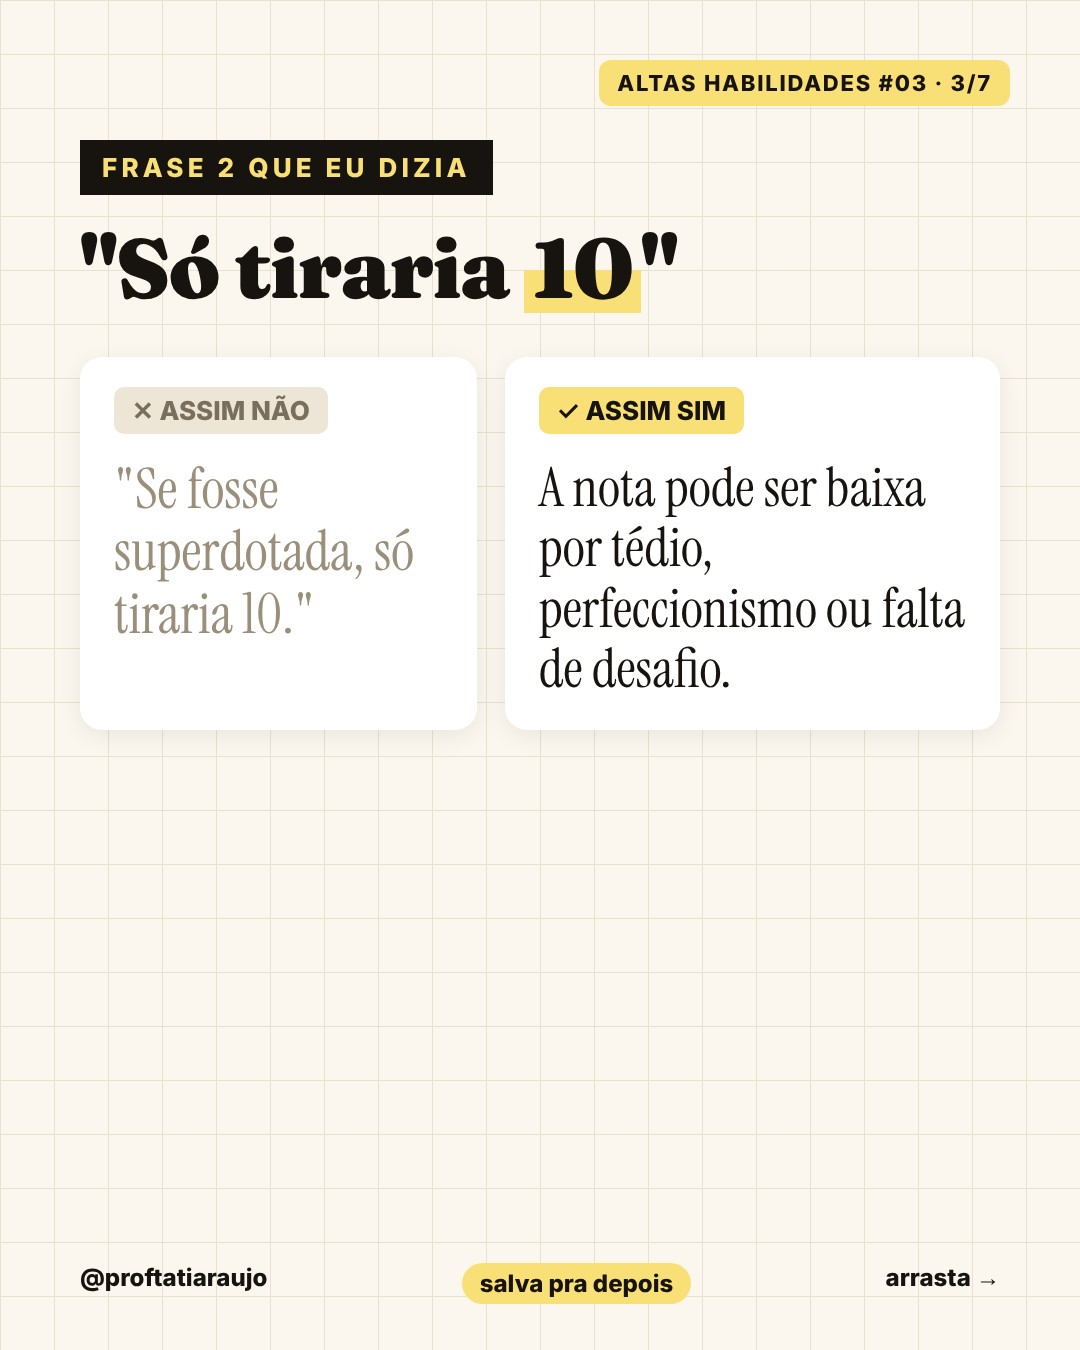 ALTAS HABILIDADES #03 · 3/7
FRASE 2 QUE EU DIZIA
"Só tiraria 10"
✕ ASSIM NÃO
"Se fosse
superdotada, só
tiraria 10."
✓ ASSIM SIM
A nota pode ser baixa
por tédio,
perfeccionismo ou falta
de desafio.
@proftatiaraujo
salva pra depois
arrasta →